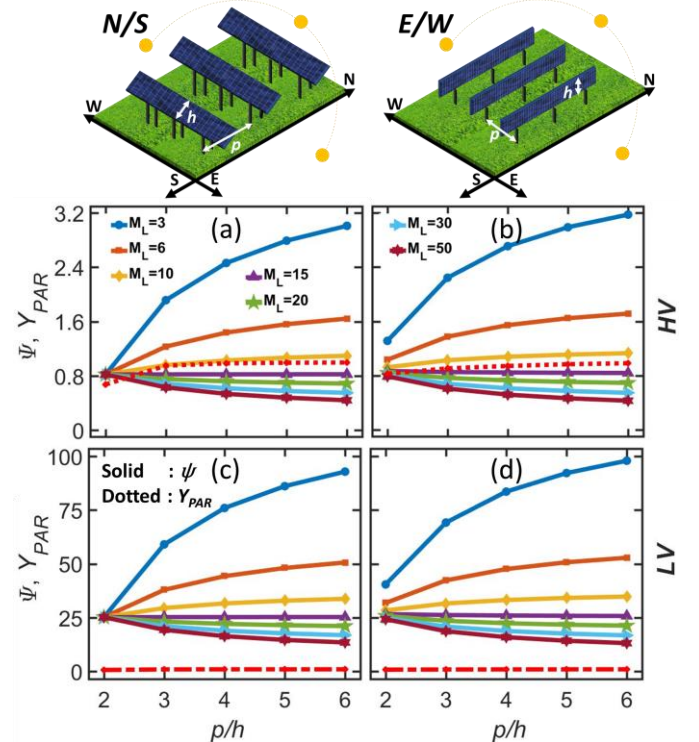 N/S
E/W
W
N
h
p
S
E
W
N
h
p
S
E
3.2
2.4
1.6
0.8
0
Ψ, Y_PAR
M_L=3
M_L=6
M_L=10
M_L=15
M_L=20
(a)
(b)
M_L=30
M_L=50
HV
100
75
50
25
0
Ψ, Y_PAR
Solid : ψ
Dotted : Y_PAR
(c)
(d)
LV
2 3 4 5 6
2 3 4 5 6
p/h
p/h